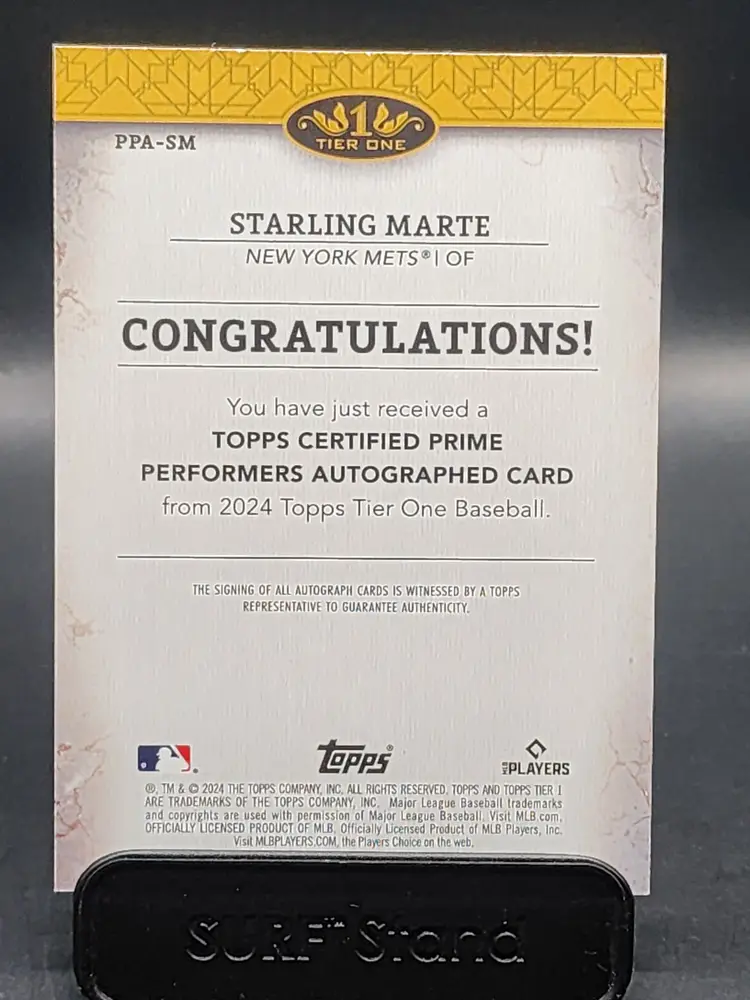 1
TIER ONE
PPA-SM
STARLING MARTE
NEW YORK METS® | OF
CONGRATULATIONS!
You have just received a
TOPPS CERTIFIED PRIME
PERFORMERS AUTOGRAPHED CARD
from 2024 Topps Tier One Baseball.
THE SIGNING OF ALL AUTOGRAPH CARDS IS WITNESSED BY A TOPPS
REPRESENTATIVE TO GUARANTEE AUTHENTICITY.
topps®
MLB PLAYERS
®, TM & © 2024 THE TOPPS COMPANY, INC. ALL RIGHTS RESERVED. TOPPS AND TOPPS TIER 1
ARE TRADEMARKS OF THE TOPPS COMPANY, INC. Major League Baseball trademarks
and copyrights are used with permission of Major League Baseball. Visit MLB.com.
OFFICIALLY LICENSED PRODUCT OF MLB. Officially Licensed Product of MLB Players, Inc.
Visit MLBPLAYERS.COM, the Players Choice on the web.
SURF™ Stand